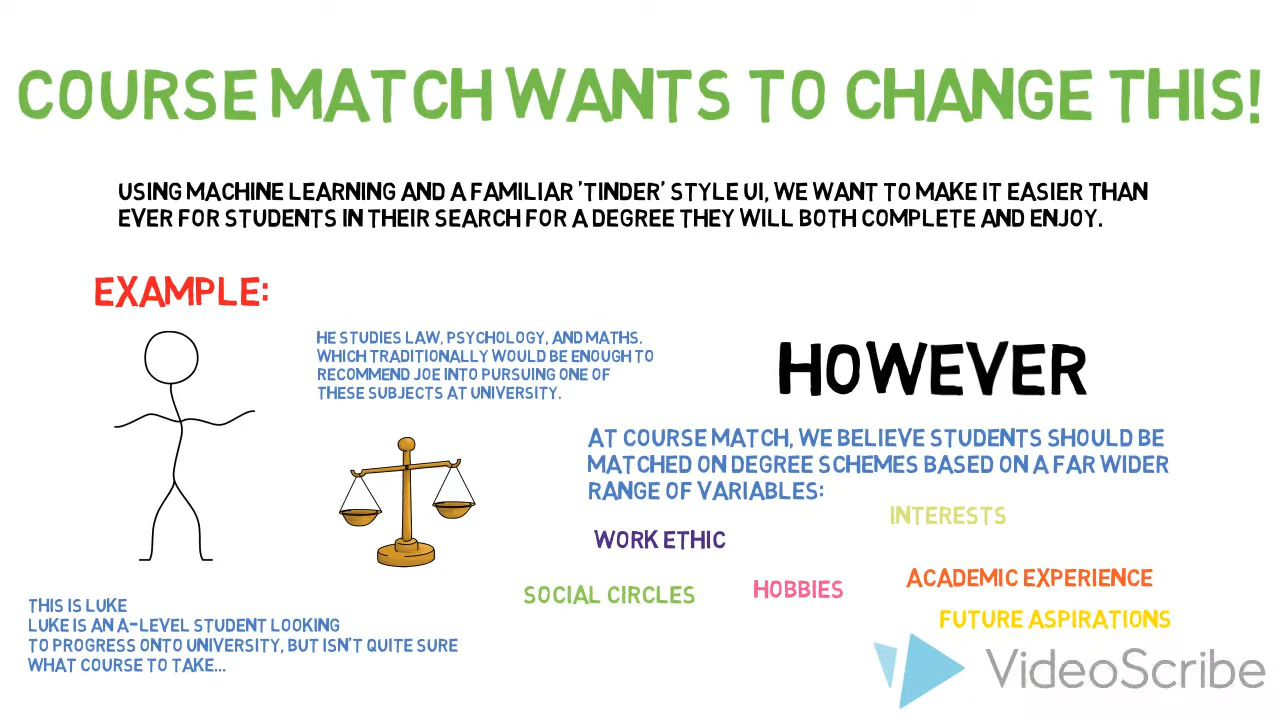 COURSE MATCH WANTS TO CHANGE THIS!
USING MACHINE LEARNING AND A FAMILIAR 'TINDER' STYLE UI, WE WANT TO MAKE IT EASIER THAN
EVER FOR STUDENTS IN THEIR SEARCH FOR A DEGREE THEY WILL BOTH COMPLETE AND ENJOY.
EXAMPLE:
HE STUDIES LAW, PSYCHOLOGY, AND MATHS.
WHICH TRADITIONALLY WOULD BE ENOUGH TO
RECOMMEND JOE INTO PURSUING ONE OF
THESE SUBJECTS AT UNIVERSITY.
THIS IS LUKE
LUKE IS AN A-LEVEL STUDENT LOOKING
TO PROGRESS ONTO UNIVERSITY, BUT ISN'T QUITE SURE
WHAT COURSE TO TAKE...
HOWEVER
AT COURSE MATCH, WE BELIEVE STUDENTS SHOULD BE
MATCHED ON DEGREE SCHEMES BASED ON A FAR WIDER
RANGE OF VARIABLES:
INTERESTS
WORK ETHIC
ACADEMIC EXPERIENCE
HOBBIES
SOCIAL CIRCLES
FUTURE ASPIRATIONS
VideoScribe